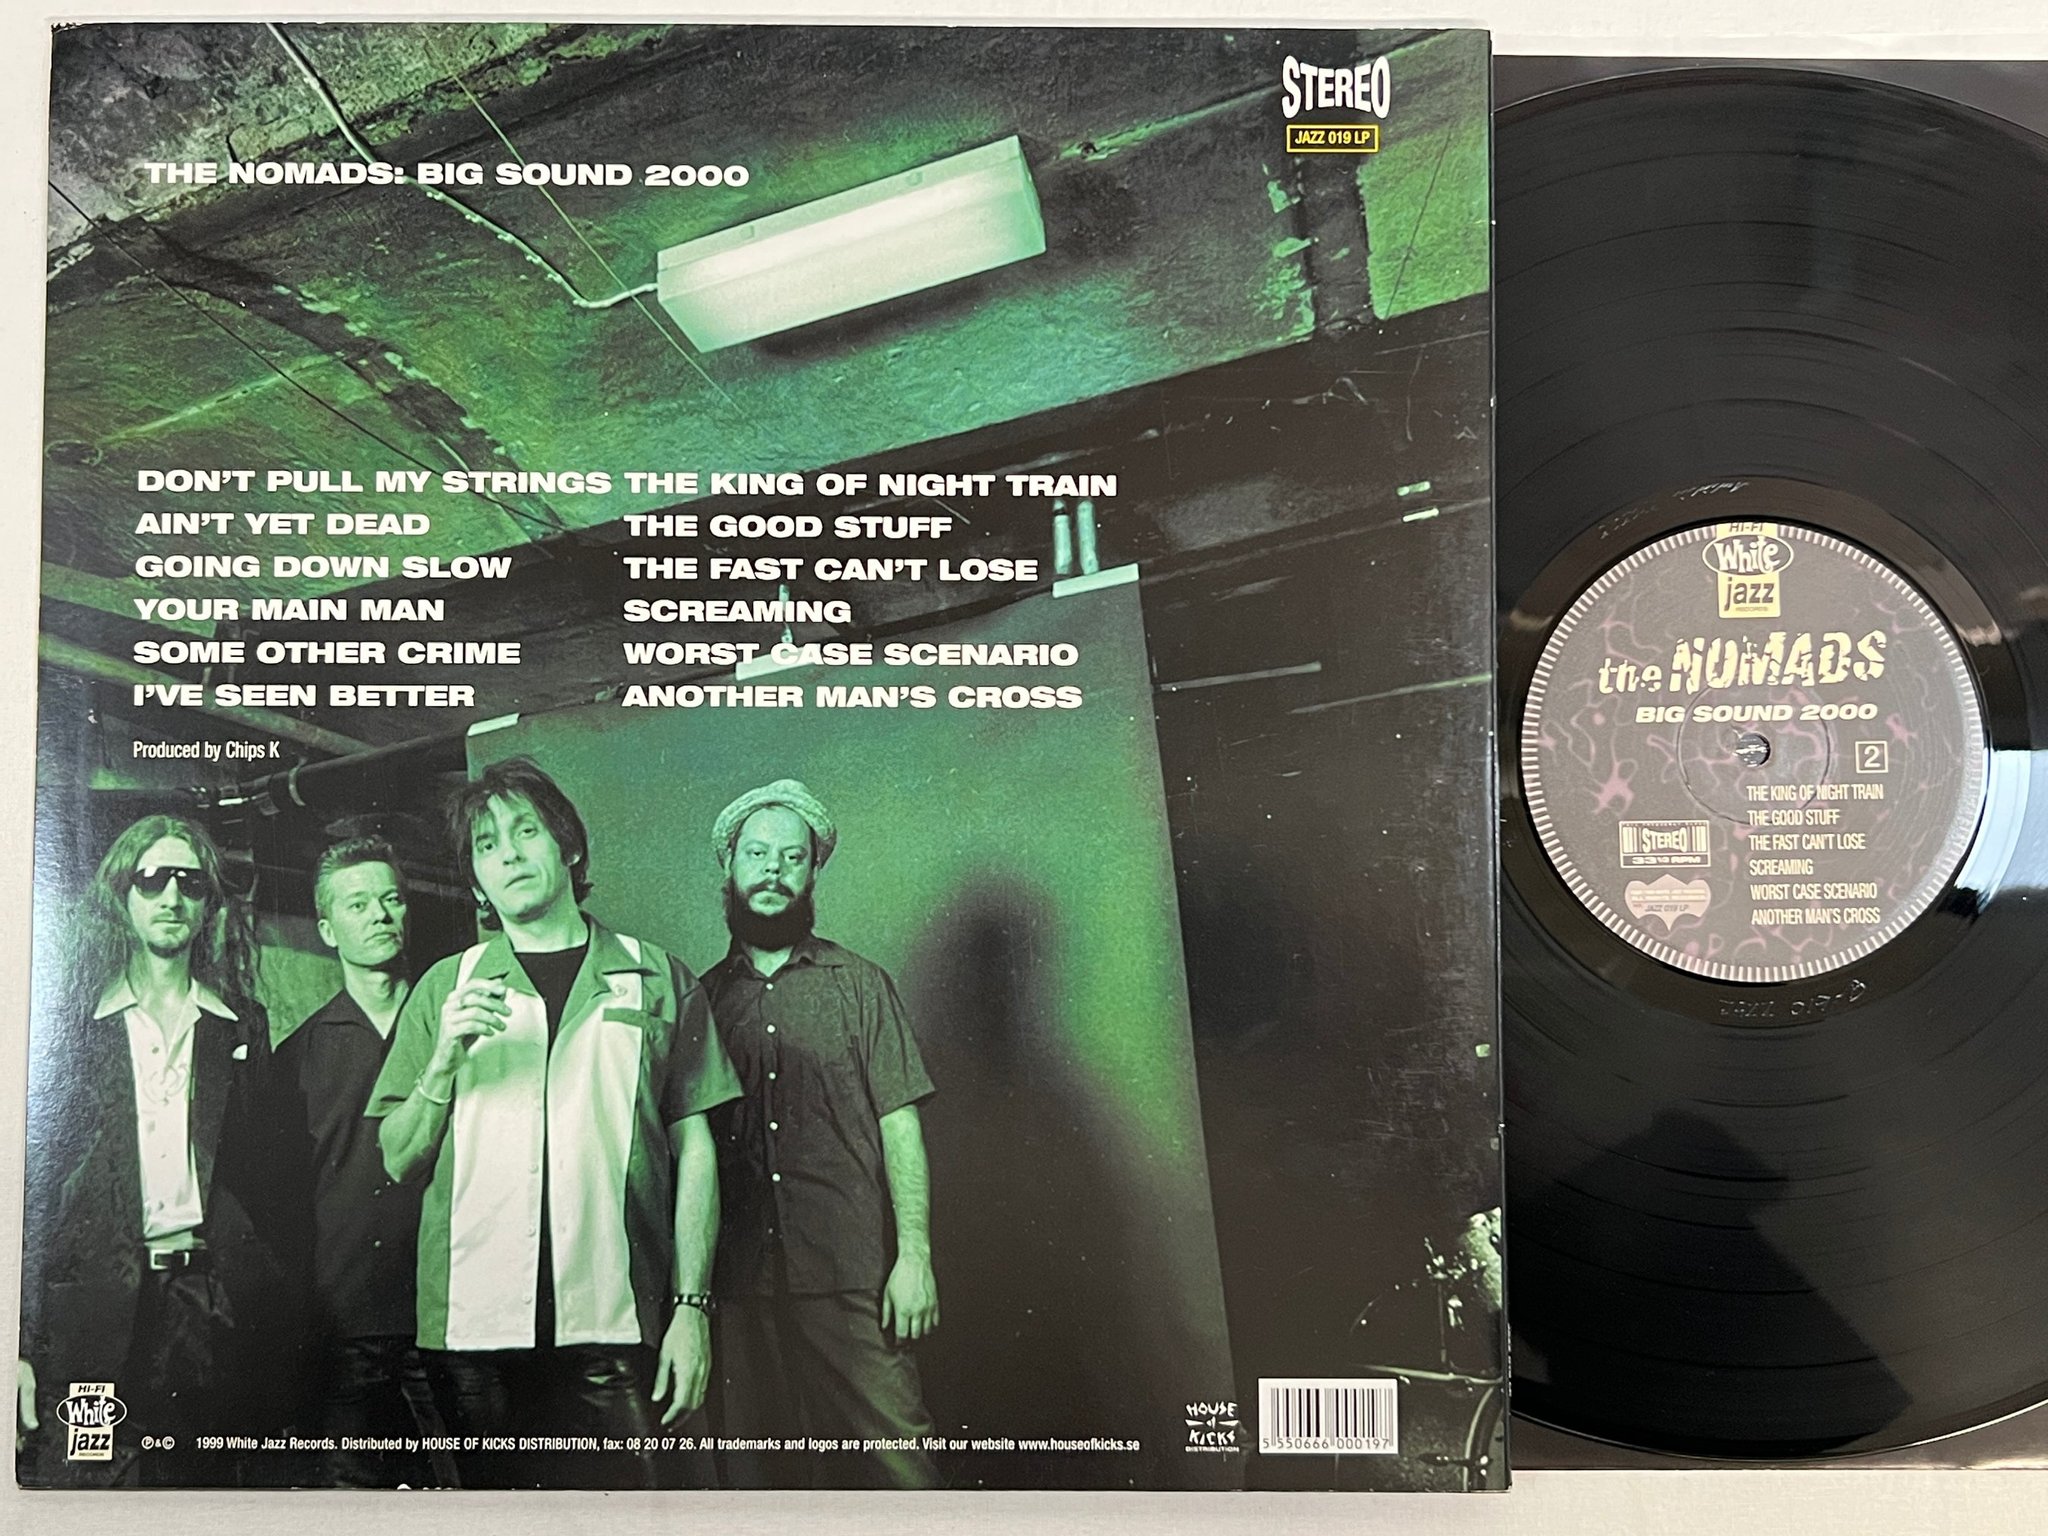 STEREO
JAZZ 019 LP
THE NOMADS: BIG SOUND 2000
DON'T PULL MY STRINGS
AIN'T YET DEAD
GOING DOWN SLOW
YOUR MAIN MAN
SOME OTHER CRIME
I'VE SEEN BETTER
THE KING OF NIGHT TRAIN
THE GOOD STUFF
THE FAST CAN'T LOSE
SCREAMING
WORST CASE SCENARIO
ANOTHER MAN'S CROSS
Produced by Chips K
HI-FI
White
jazz
RECORDS
℗&© 1999 White Jazz Records. Distributed by HOUSE OF KICKS DISTRIBUTION, fax: 08 20 07 26. All trademarks and logos are protected. Visit our website www.houseofkicks.se
HOUSE
of
KICKS
DISTRIBUTION
5 550666 000197
HI-FI
White
jazz
RECORDS
the NOMADS
BIG SOUND 2000
2
THE KING OF NIGHT TRAIN
THE GOOD STUFF
THE FAST CAN'T LOSE
SCREAMING
WORST CASE SCENARIO
ANOTHER MAN'S CROSS
STEREO
33 1/3 RPM
JAZZ 019 LP